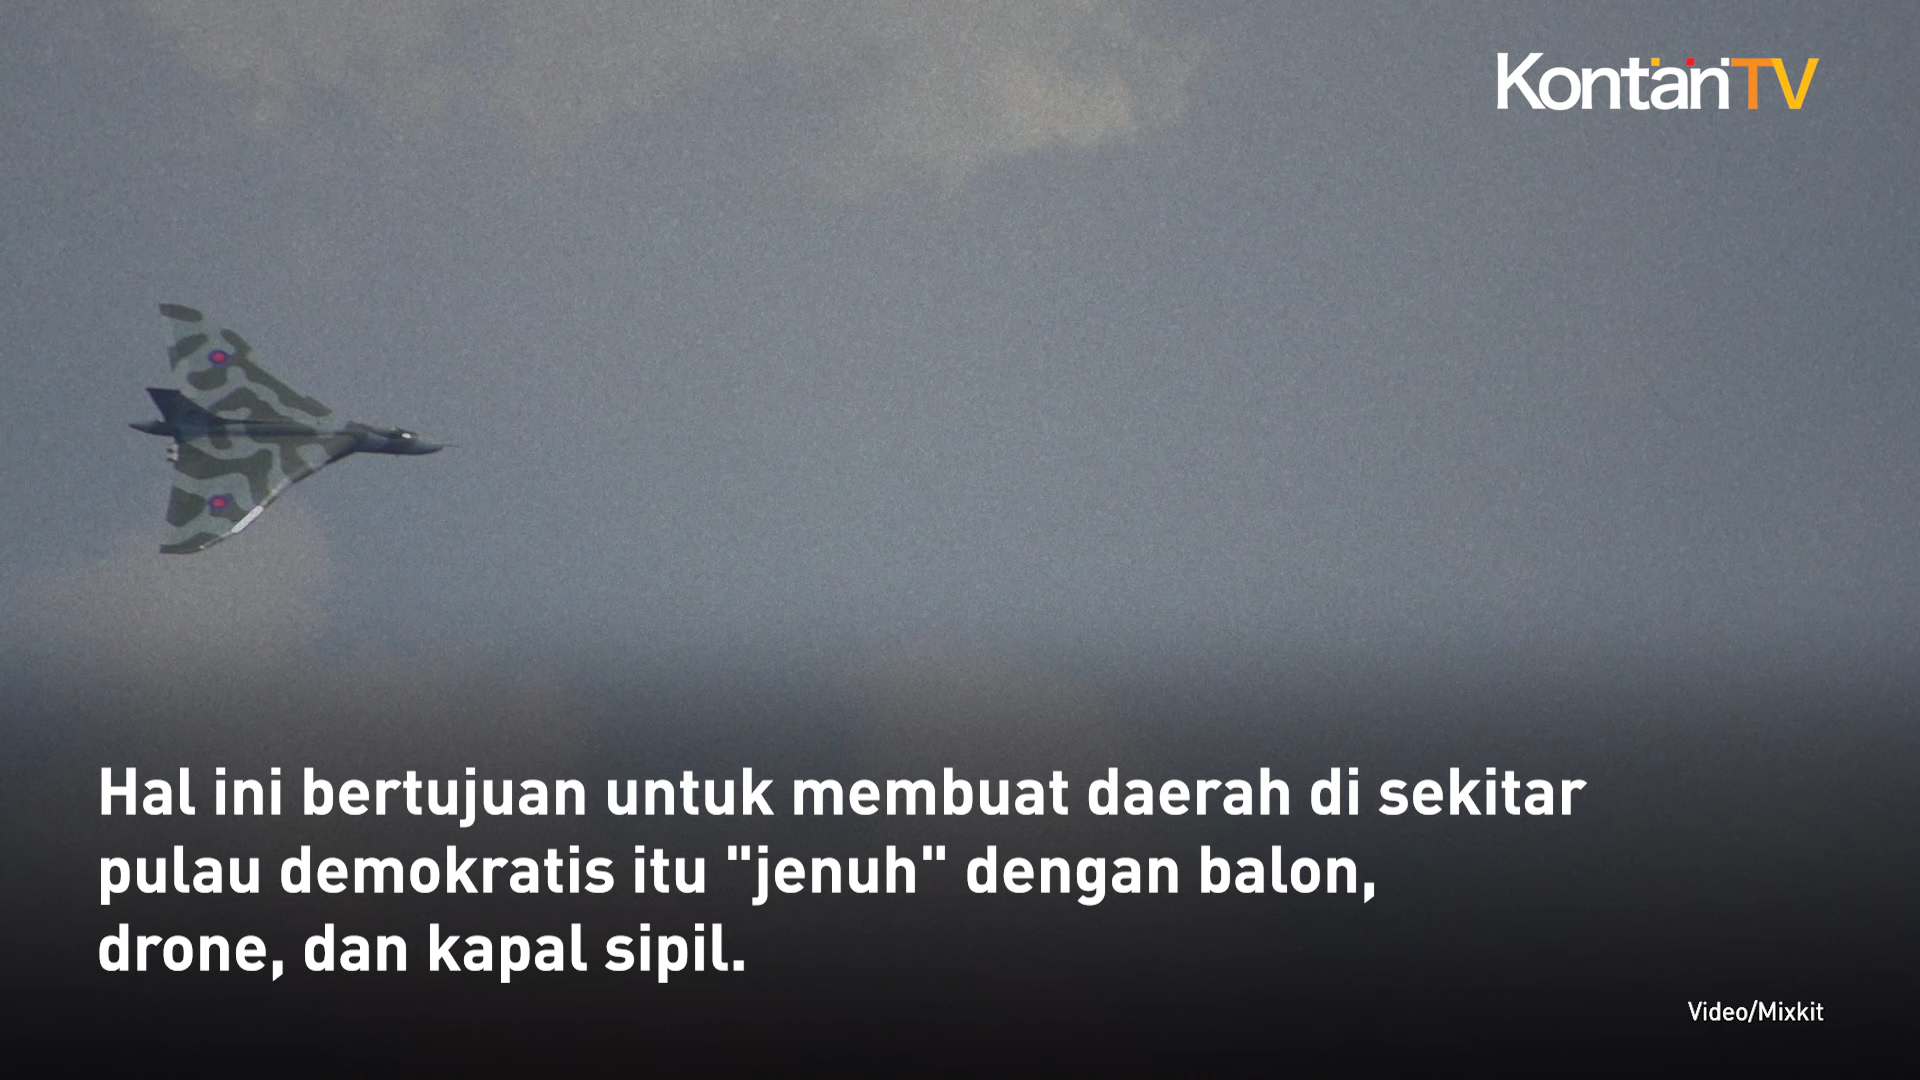 KontanTV
Hal ini bertujuan untuk membuat daerah di sekitar
pulau demokratis itu "jenuh" dengan balon,
drone, dan kapal sipil.
Video/Mixkit